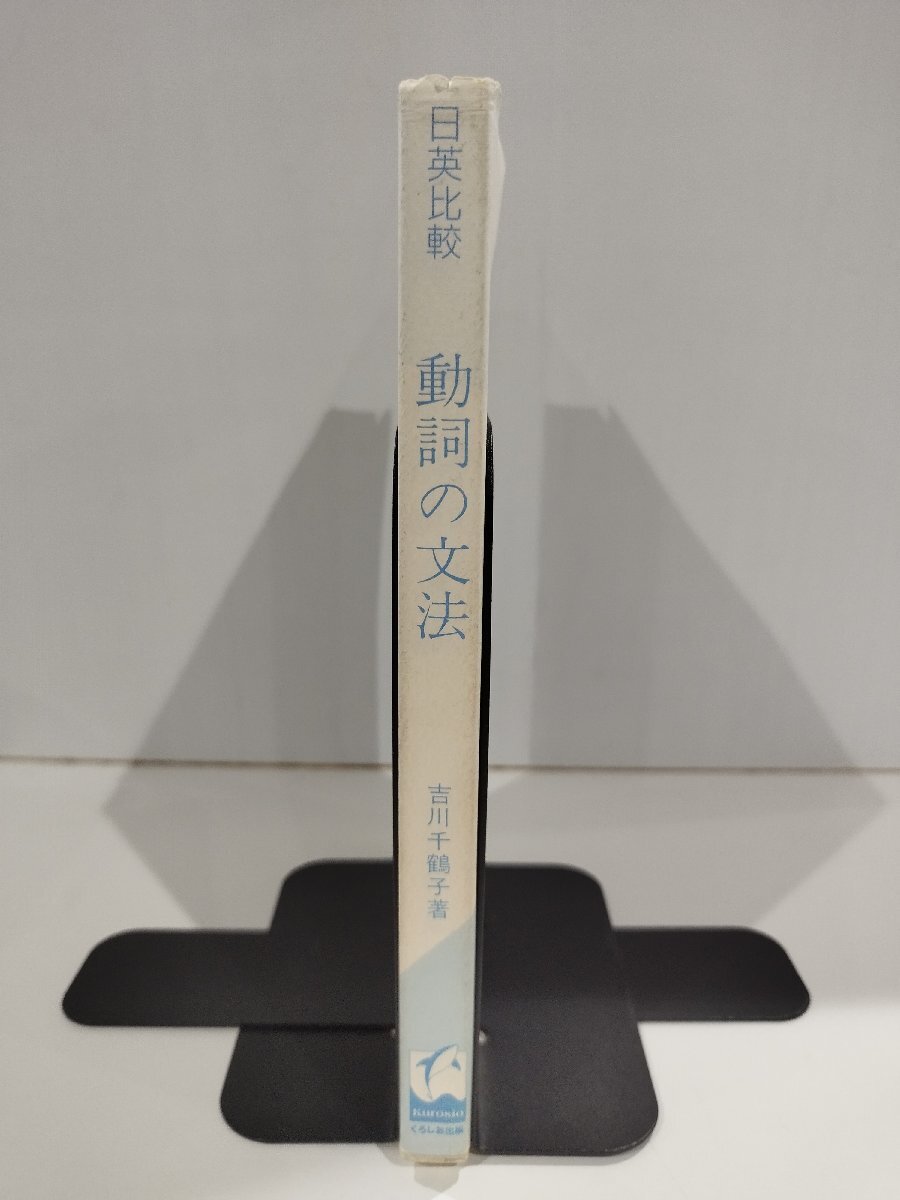 日英比較
動詞の文法
吉川千鶴子著
Kurosio
くろしお出版